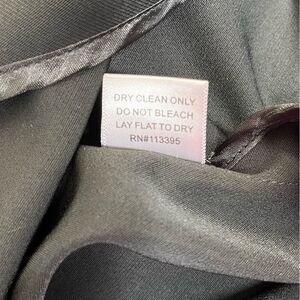 DRY CLEAN ONLY
DO NOT BLEACH
LAY FLAT TO DRY
RN#113395